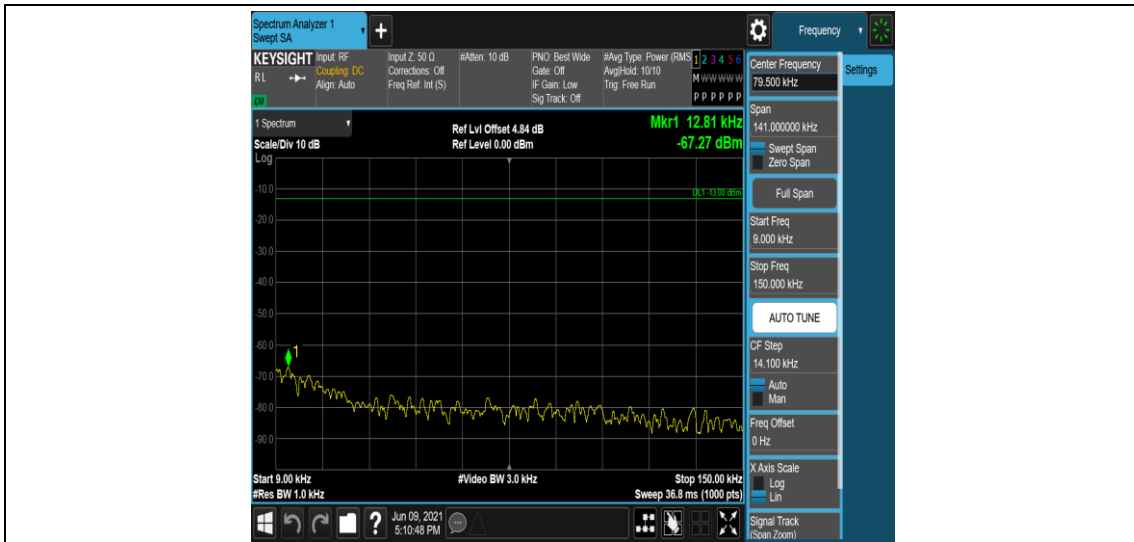 Spectrum Analyzer 1
Swept SA
Frequency
KEYSIGHT
RL
LXI
Input: RF
Coupling: DC
Align: Auto
Input Z: 50 Ω
Corrections: Off
Freq Ref: Int (S)
#Atten: 10 dB
PNO: Best Wide
Gate: Off
IF Gain: Low
Sig Track: Off
#Avg Type: Power (RMS
Avg|Hold: 10/10
Trig: Free Run
1 2 3 4 5 6
M W W W W W
P P P P P P
Center Frequency
79.500 kHz
Settings
Span
141.000000 kHz
Swept Span
Zero Span
Full Span
Start Freq
9.000 kHz
Stop Freq
150.000 kHz
AUTO TUNE
CF Step
14.100 kHz
Auto
Man
Freq Offset
0 Hz
X Axis Scale
Log
Lin
Signal Track
(Span Zoom)
1 Spectrum
Scale/Div 10 dB
Log
Ref Lvl Offset 4.84 dB
Ref Level 0.00 dBm
Mkr1 12.81 kHz
-67.27 dBm
DL1 -13.00 dBm
-10.0
-20.0
-30.0
-40.0
-50.0
-60.0
1
-70.0
-80.0
-90.0
Start 9.00 kHz
#Video BW 3.0 kHz
Stop 150.00 kHz
#Res BW 1.0 kHz
Sweep 36.8 ms (1000 pts)
?
Jun 09, 2021
5:10:48 PM